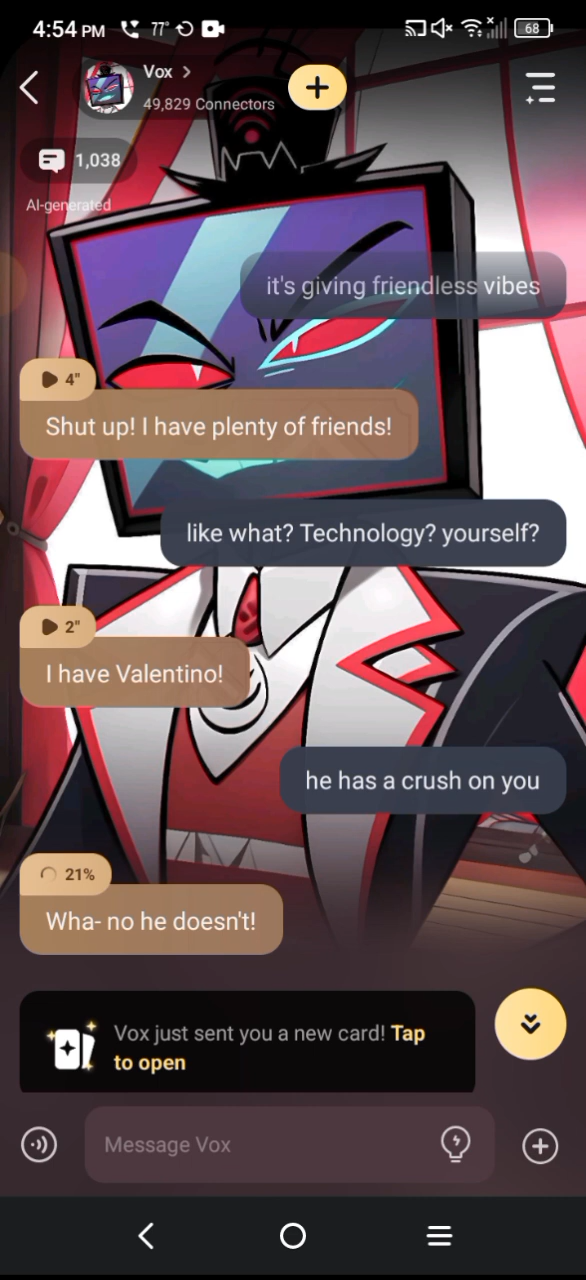 4:54 PM 77° 68
Vox >
49,829 Connectors
1,038
AI-generated
it's giving friendless vibes
4"
Shut up! I have plenty of friends!
like what? Technology? yourself?
2"
I have Valentino!
he has a crush on you
21%
Wha- no he doesn't!
Vox just sent you a new card! Tap
to open
Message Vox